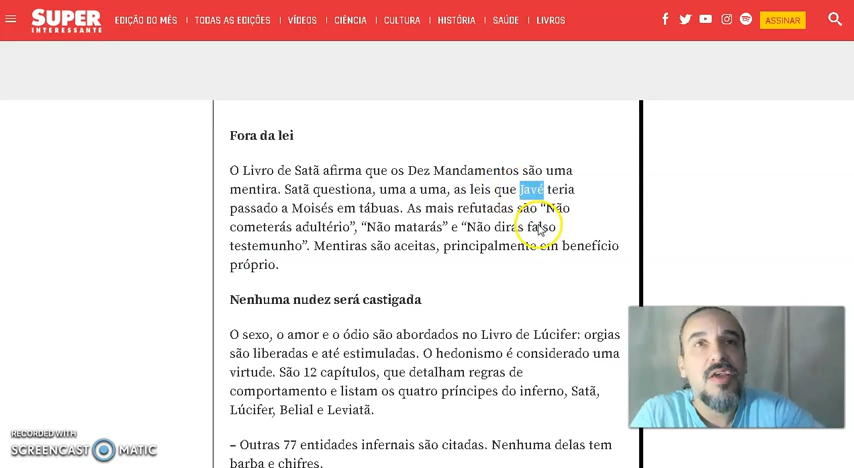 SUPER
INTERESSANTE
EDIÇÃO DO MÊS
TODAS AS EDIÇÕES
VÍDEOS
CIÊNCIA
CULTURA
HISTÓRIA
SAÚDE
LIVROS
ASSINAR
Fora da lei
O Livro de Satã afirma que os Dez Mandamentos são uma
mentira. Satã questiona, uma a uma, as leis que Javé teria
passado a Moisés em tábuas. As mais refutadas são “Não
cometerás adultério”, “Não matarás” e “Não dirás falso
testemunho”. Mentiras são aceitas, principalmente em benefício
próprio.
Nenhuma nudez será castigada
O sexo, o amor e o ódio são abordados no Livro de Lúcifer: orgias
são liberadas e até estimuladas. O hedonismo é considerado uma
virtude. São 12 capítulos, que detalham regras de
comportamento e listam os quatro príncipes do inferno, Satã,
Lúcifer, Belial e Leviatã.
– Outras 77 entidades infernais são citadas. Nenhuma delas tem
barba e chifres.
RECORDED WITH
SCREENCAST MATIC